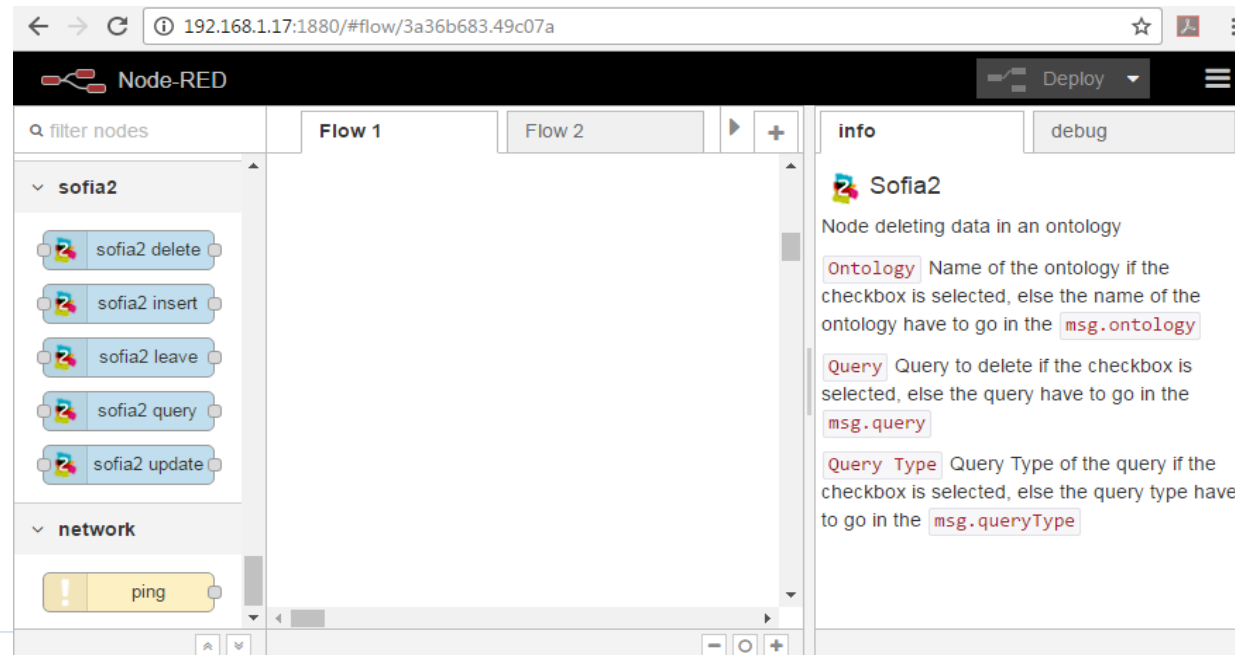 192.168.1.17:1880/#flow/3a36b683.49c07a
Node-RED
Deploy
filter nodes
Flow 1
Flow 2
info
debug
sofia2
sofia2 delete
sofia2 insert
sofia2 leave
sofia2 query
sofia2 update
network
ping
Sofia2
Node deleting data in an ontology
Ontology Name of the ontology if the
checkbox is selected, else the name of the
ontology have to go in the msg.ontology
Query Query to delete if the checkbox is
selected, else the query have to go in the
msg.query
Query Type Query Type of the query if the
checkbox is selected, else the query type have
to go in the msg.queryType